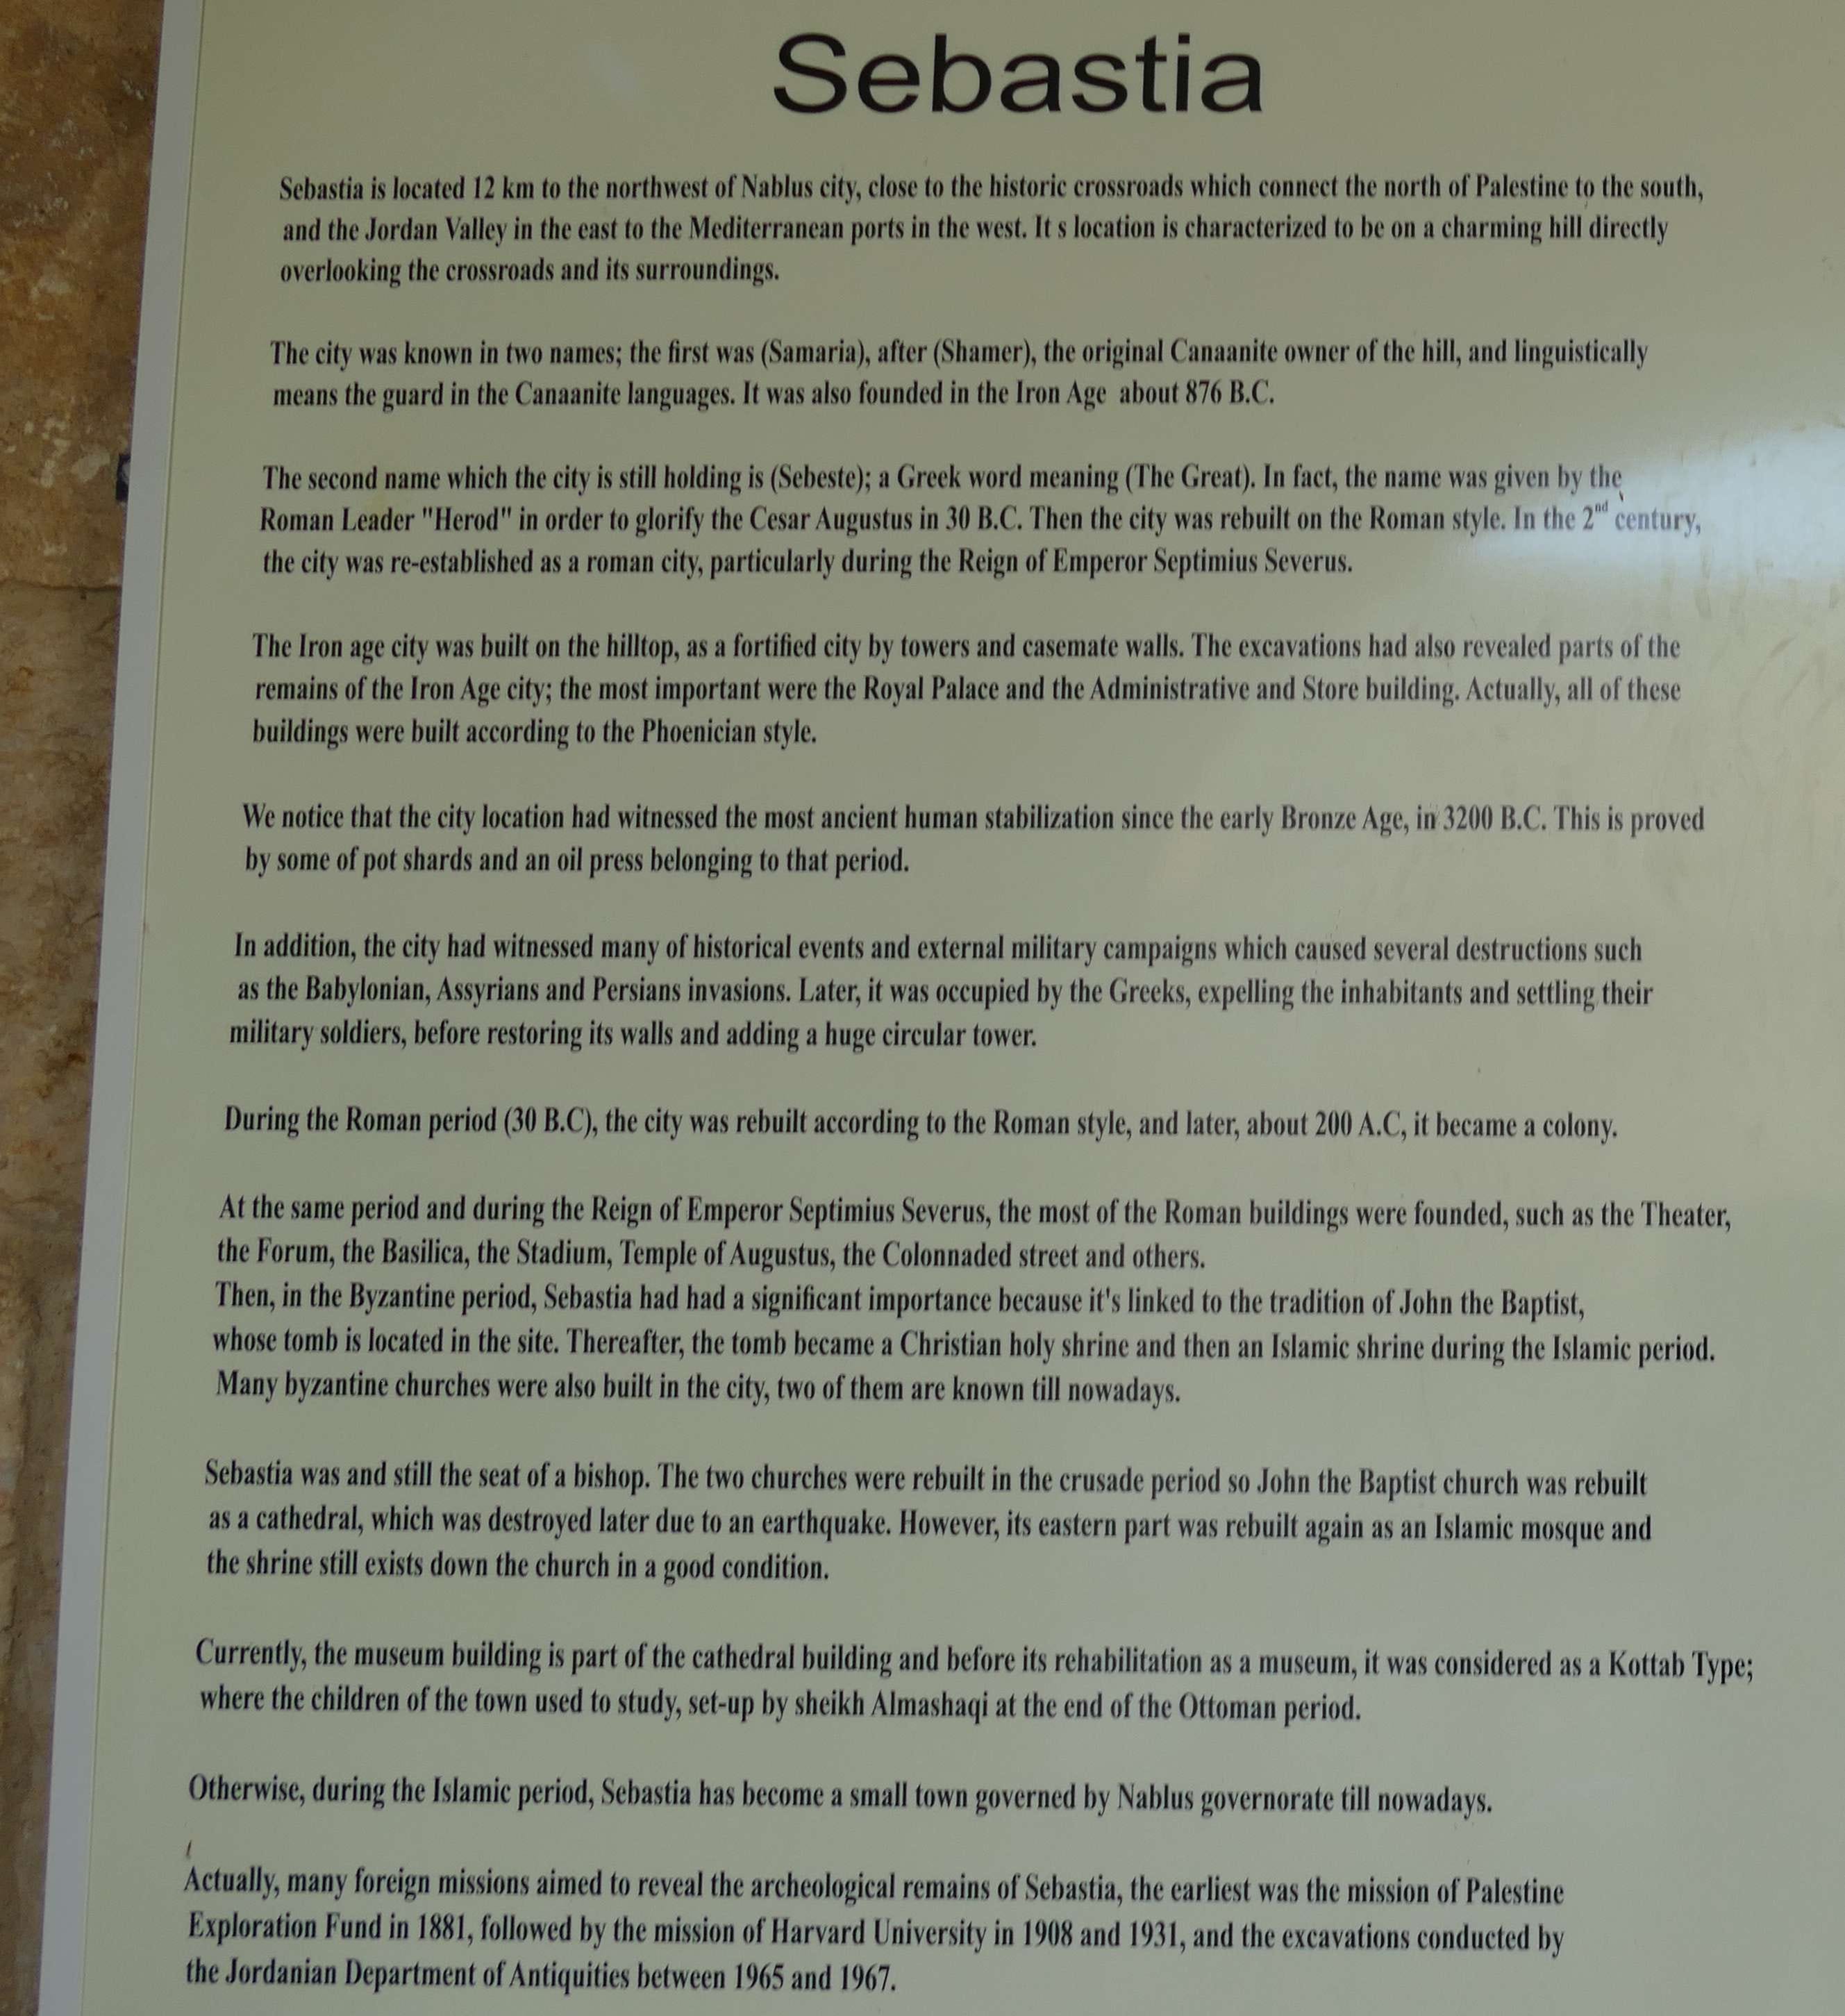 Sebastia
Sebastia is located 12 km to the northwest of Nablus city, close to the historic crossroads which connect the north of Palestine to the south,
and the Jordan Valley in the east to the Mediterranean ports in the west. It s location is characterized to be on a charming hill directly
overlooking the crossroads and its surroundings.
The city was known in two names; the first was (Samaria), after (Shamer), the original Canaanite owner of the hill, and linguistically
means the guard in the Canaanite languages. It was also founded in the Iron Age about 876 B.C.
The second name which the city is still holding is (Sebeste); a Greek word meaning (The Great). In fact, the name was given by the
Roman Leader "Herod" in order to glorify the Cesar Augustus in 30 B.C. Then the city was rebuilt on the Roman style. In the 2nd century,
the city was re-established as a roman city, particularly during the Reign of Emperor Septimius Severus.
The Iron age city was built on the hilltop, as a fortified city by towers and casemate walls. The excavations had also revealed parts of the
remains of the Iron Age city; the most important were the Royal Palace and the Administrative and Store building. Actually, all of these
buildings were built according to the Phoenician style.
We notice that the city location had witnessed the most ancient human stabilization since the early Bronze Age, in 3200 B.C. This is proved
by some of pot shards and an oil press belonging to that period.
In addition, the city had witnessed many of historical events and external military campaigns which caused several destructions such
as the Babylonian, Assyrians and Persians invasions. Later, it was occupied by the Greeks, expelling the inhabitants and settling their
military soldiers, before restoring its walls and adding a huge circular tower.
During the Roman period (30 B.C), the city was rebuilt according to the Roman style, and later, about 200 A.C, it became a colony.
At the same period and during the Reign of Emperor Septimius Severus, the most of the Roman buildings were founded, such as the Theater,
the Forum, the Basilica, the Stadium, Temple of Augustus, the Colonnaded street and others.
Then, in the Byzantine period, Sebastia had had a significant importance because it's linked to the tradition of John the Baptist,
whose tomb is located in the site. Thereafter, the tomb became a Christian holy shrine and then an Islamic shrine during the Islamic period.
Many byzantine churches were also built in the city, two of them are known till nowadays.
Sebastia was and still the seat of a bishop. The two churches were rebuilt in the crusade period so John the Baptist church was rebuilt
as a cathedral, which was destroyed later due to an earthquake. However, its eastern part was rebuilt again as an Islamic mosque and
the shrine still exists down the church in a good condition.
Currently, the museum building is part of the cathedral building and before its rehabilitation as a museum, it was considered as a Kottab Type;
where the children of the town used to study, set-up by sheikh Almashaqi at the end of the Ottoman period.
Otherwise, during the Islamic period, Sebastia has become a small town governed by Nablus governorate till nowadays.
Actually, many foreign missions aimed to reveal the archeological remains of Sebastia, the earliest was the mission of Palestine
Exploration Fund in 1881, followed by the mission of Harvard University in 1908 and 1931, and the excavations conducted by
the Jordanian Department of Antiquities between 1965 and 1967.